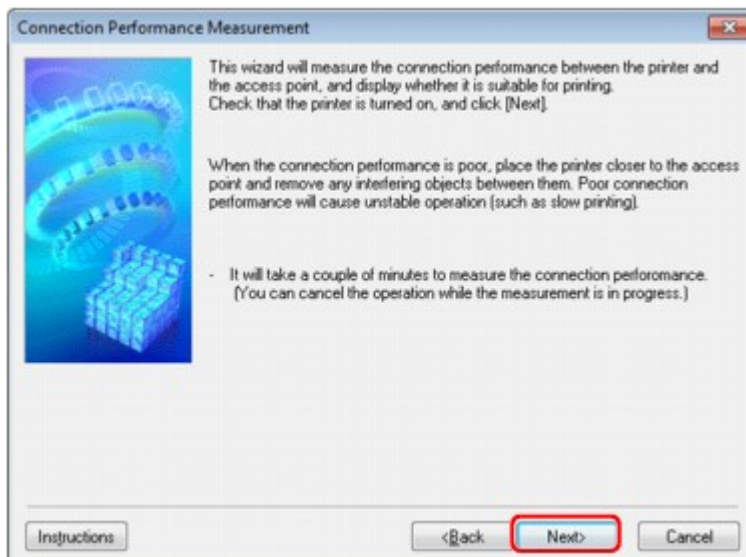 Connection Performance Measurement
This wizard will measure the connection performance between the printer and
the access point, and display whether it is suitable for printing.
Check that the printer is turned on, and click [Next].
When the connection performance is poor, place the printer closer to the access
point and remove any interfering objects between them. Poor connection
performance will cause unstable operation (such as slow printing).
- It will take a couple of minutes to measure the connection perforomance.
(You can cancel the operation while the measurement is in progress.)
Instructions <Back Next> Cancel